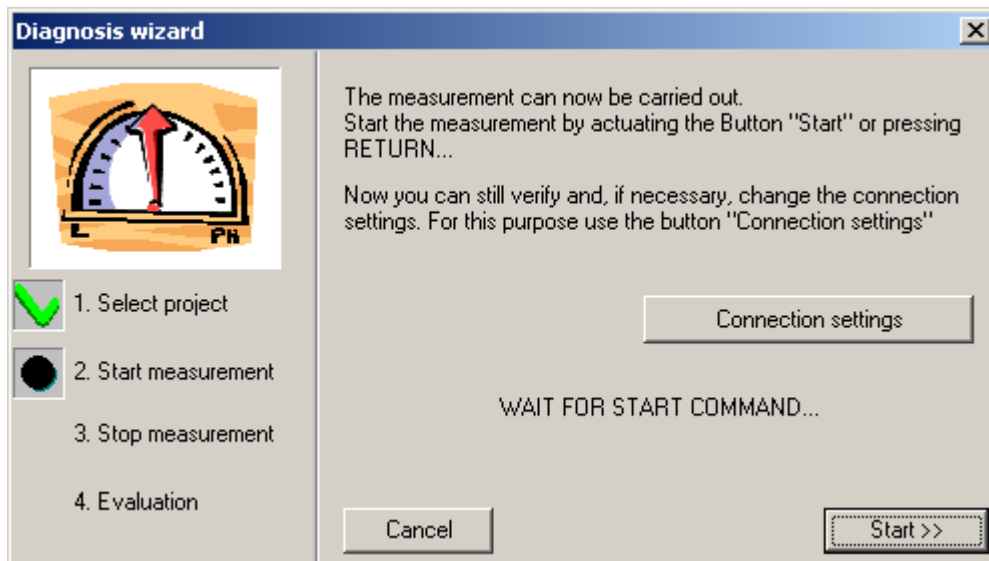 Diagnosis wizard
L
PH
1. Select project
2. Start measurement
3. Stop measurement
4. Evaluation
The measurement can now be carried out.
Start the measurement by actuating the Button "Start" or pressing
RETURN...
Now you can still verify and, if necessary, change the connection
settings. For this purpose use the button "Connection settings"
Connection settings
WAIT FOR START COMMAND...
Cancel
Start >>